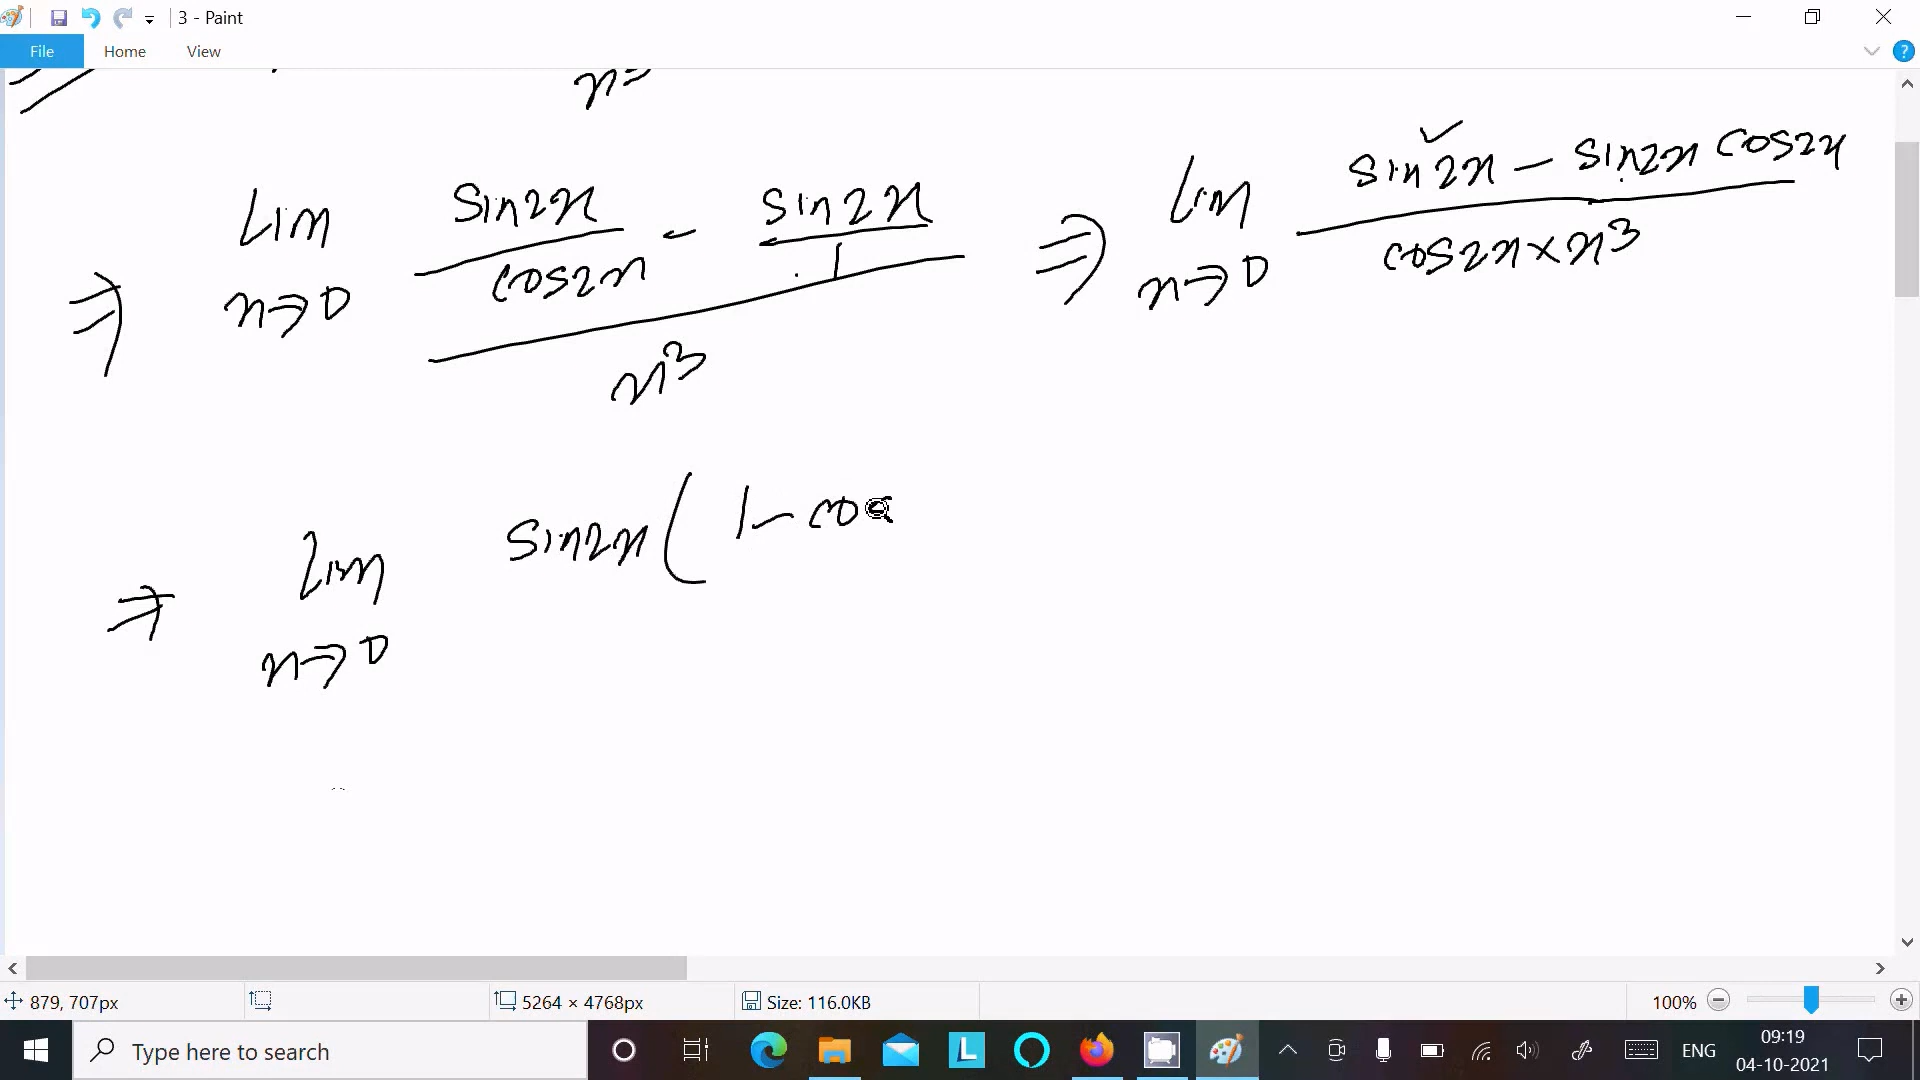 3 - Paint
File Home View
x→
⇒ Lim x→0 sin2x/cos2x - sin2x/1 / x³ ⇒ Lim x→0 sin2x - sin2x cos2x / cos2x × x³
⇒ Lim x→0 sin2x ( 1 - cos
879, 707px 5264 × 4768px Size: 116.0KB 100%
Type here to search L ENG 09:19
04-10-2021